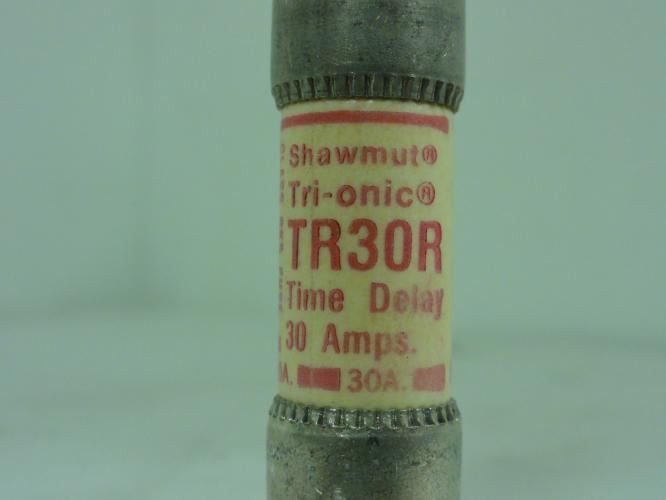 Shawmut®
Tri-onic®
TR30R
Time Delay
30 Amps.
A. 30A.